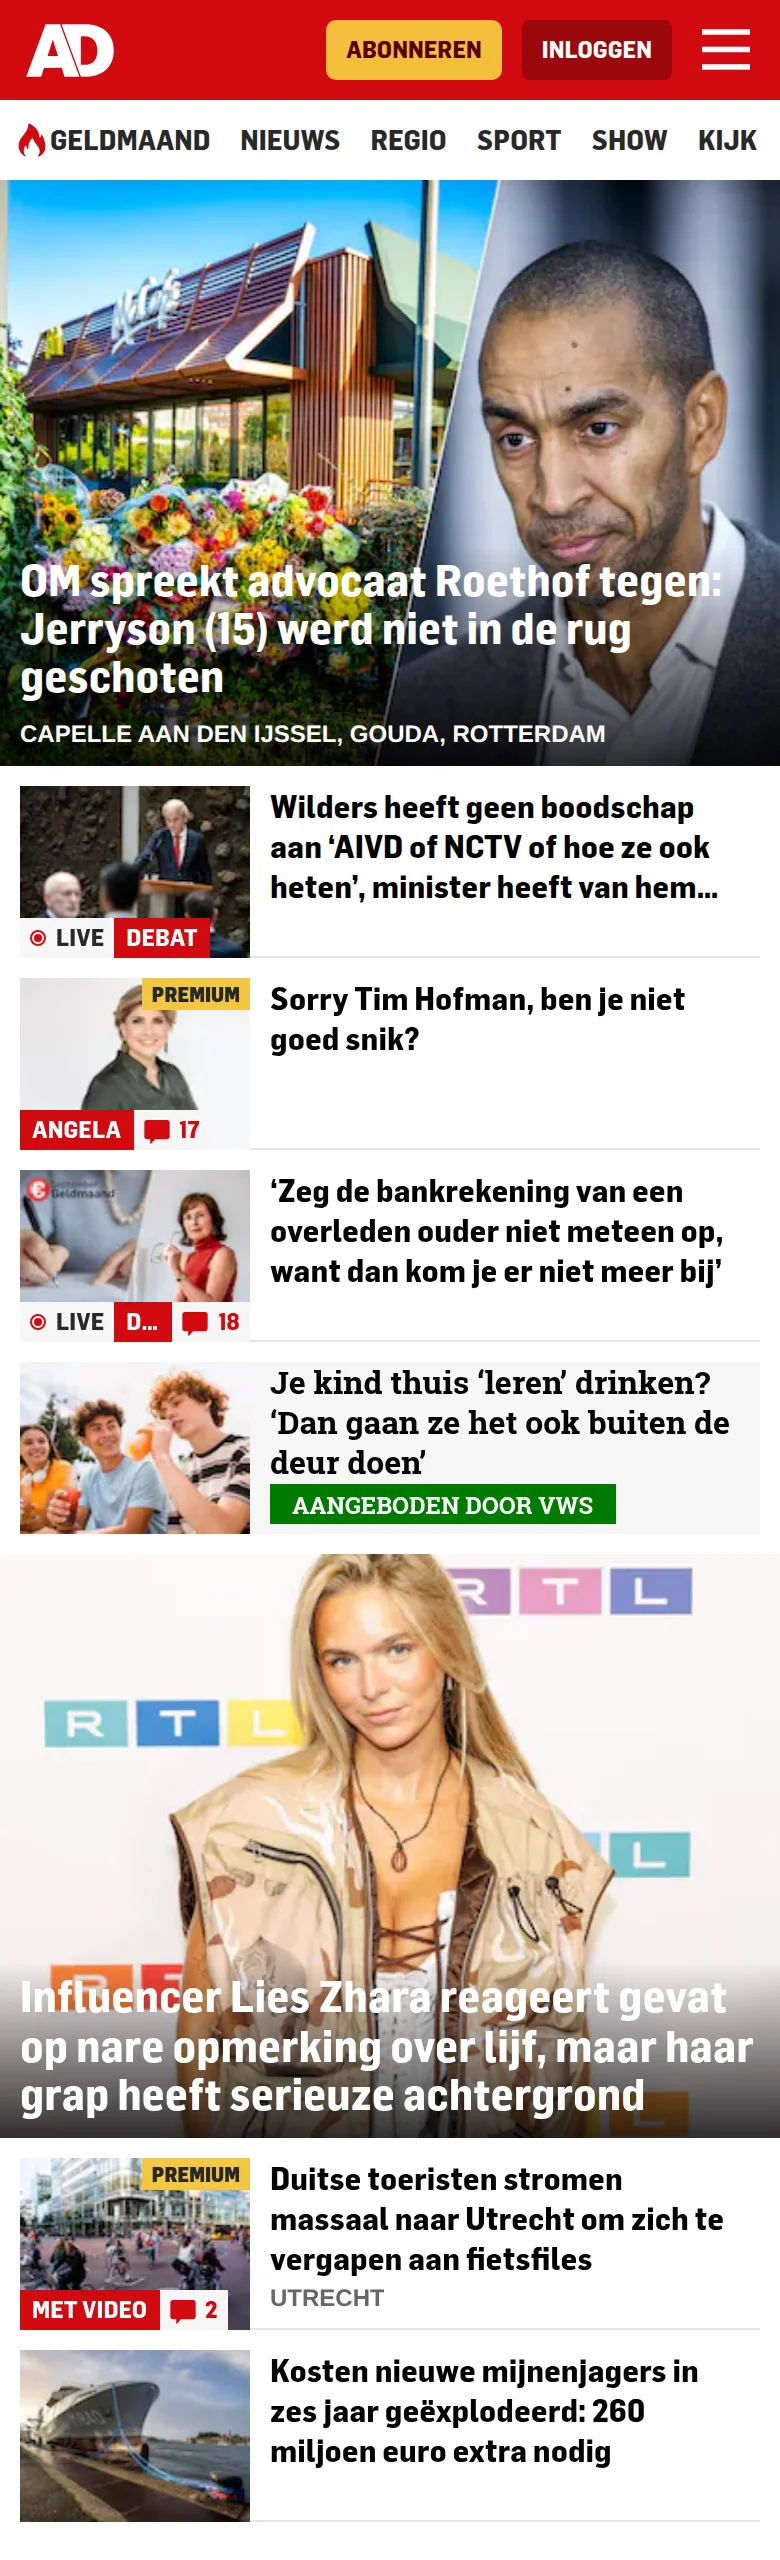 AD
ABONNEREN
INLOGGEN
GELDMAAND NIEUWS REGIO SPORT SHOW KIJK
McCafé
OM spreekt advocaat Roethof tegen:
Jerryson (15) werd niet in de rug
geschoten
CAPELLE AAN DEN IJSSEL, GOUDA, ROTTERDAM
Wilders heeft geen boodschap
aan ‘AIVD of NCTV of hoe ze ook
heten’, minister heeft van hem...
LIVE DEBAT
PREMIUM
Sorry Tim Hofman, ben je niet
goed snik?
ANGELA 17
Geldmaand
‘Zeg de bankrekening van een
overleden ouder niet meteen op,
want dan kom je er niet meer bij’
LIVE D... 18
Je kind thuis ‘leren’ drinken?
‘Dan gaan ze het ook buiten de
deur doen’
AANGEBODEN DOOR VWS
RTL
RTL
L
Influencer Lies Zhara reageert gevat
op nare opmerking over lijf, maar haar
grap heeft serieuze achtergrond
PREMIUM
Duitse toeristen stromen
massaal naar Utrecht om zich te
vergapen aan fietsfiles
UTRECHT
MET VIDEO 2
Kosten nieuwe mijnenjagers in
zes jaar geëxplodeerd: 260
miljoen euro extra nodig